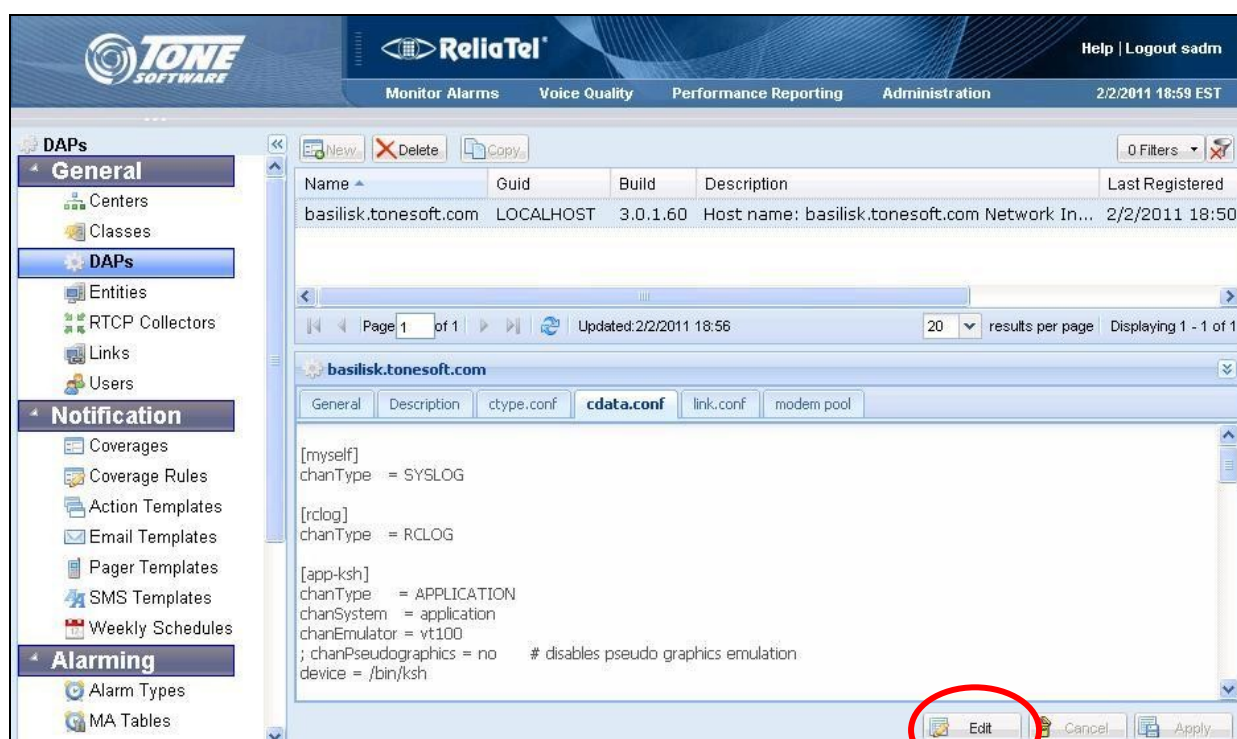 TONE
SOFTWARE
ReliaTel
Help | Logout sadm
Monitor Alarms Voice Quality Performance Reporting Administration 2/2/2011 18:59 EST
DAPs
General
Centers
Classes
DAPs
Entities
RTCP Collectors
Links
Users
Notification
Coverages
Coverage Rules
Action Templates
Email Templates
Pager Templates
SMS Templates
Weekly Schedules
Alarming
Alarm Types
MA Tables
New Delete Copy 0 Filters
Name Guid Build Description Last Registered
basilisk.tonesoft.com LOCALHOST 3.0.1.60 Host name: basilisk.tonesoft.com Network In... 2/2/2011 18:50
Page 1 of 1 Updated:2/2/2011 18:56 20 results per page Displaying 1 - 1 of 1
basilisk.tonesoft.com
General Description ctype.conf cdata.conf link.conf modem pool
[myself]
chanType = SYSLOG
[rclog]
chanType = RCLOG
[app-ksh]
chanType = APPLICATION
chanSystem = application
chanEmulator = vt100
; chanPseudographics = no # disables pseudo graphics emulation
device = /bin/ksh
Edit Cancel Apply